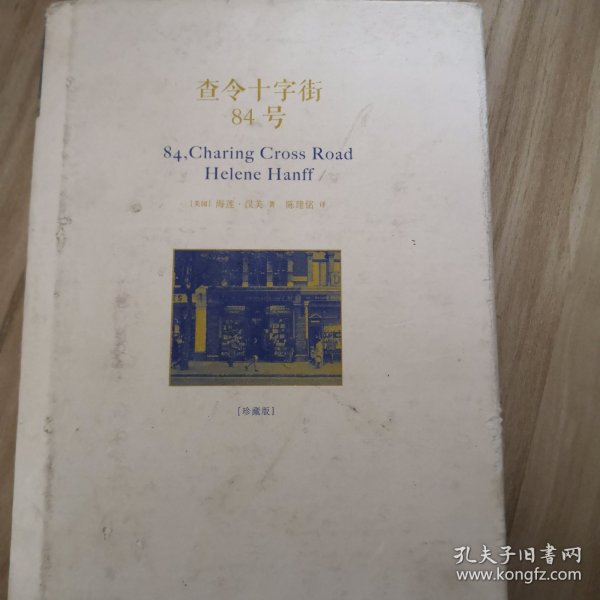 查令十字街
84号
84,Charing Cross Road
Helene Hanff
[美国] 海莲·汉芙 著 陈建铭 译
[珍藏版]
孔夫子旧书网
www.kongfz.com